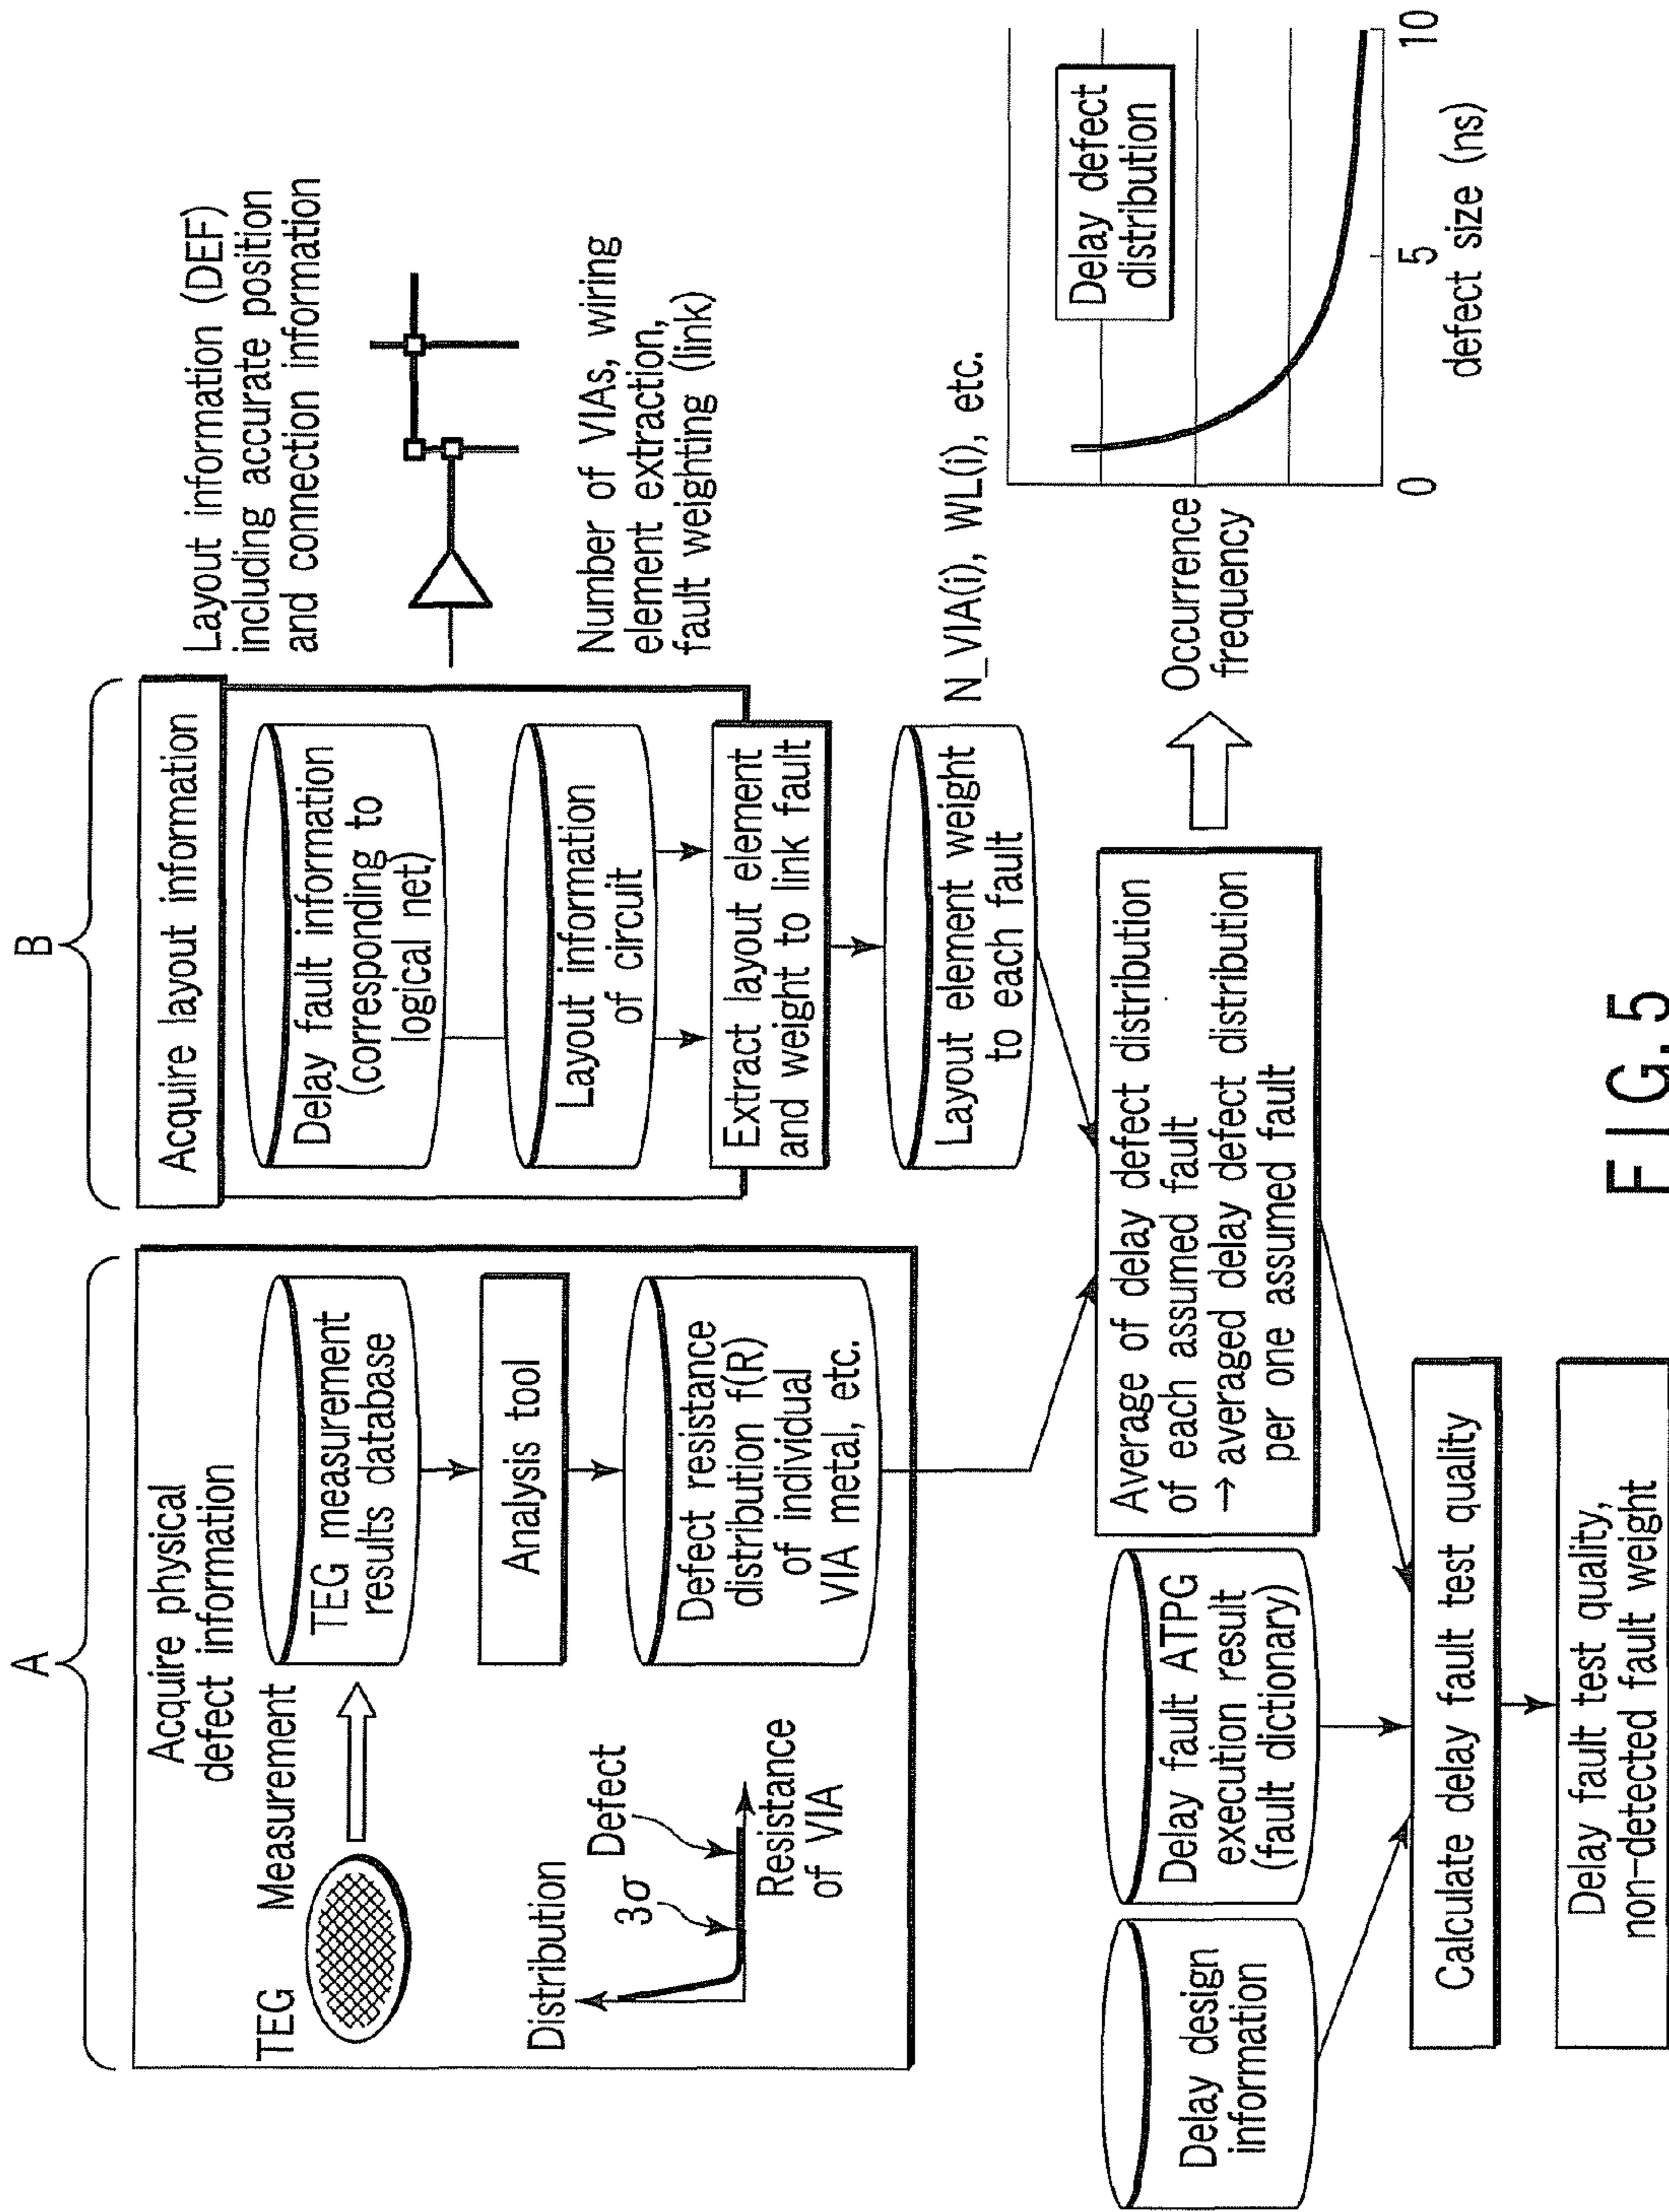 A
Acquire physical
defect information
TEG
Measurement
TEG measurement
results database
Analysis tool
Distribution
3σ
Defect
Resistance
of VIA
Defect resistance
distribution f(R)
of individual
VIA metal, etc.
B
Acquire layout information
Delay fault information
(corresponding to
logical net)
Layout information
of circuit
Extract layout element
and weight to link fault
Layout element weight
to each fault
Layout information (DEF)
including accurate position
and connection information
Number of VIAs, wiring
element extraction,
fault weighting (link)
N_VIA(i), WL(i), etc.
Average of delay defect distribution
of each assumed fault
→ averaged delay defect distribution
per one assumed fault
Occurrence
frequency
Delay defect
distribution
0
5
10
defect size (ns)
Delay design
information
Delay fault ATPG
execution result
(fault dictionary)
Calculate delay fault test quality
Delay fault test quality,
non-detected fault weight
FIG. 5